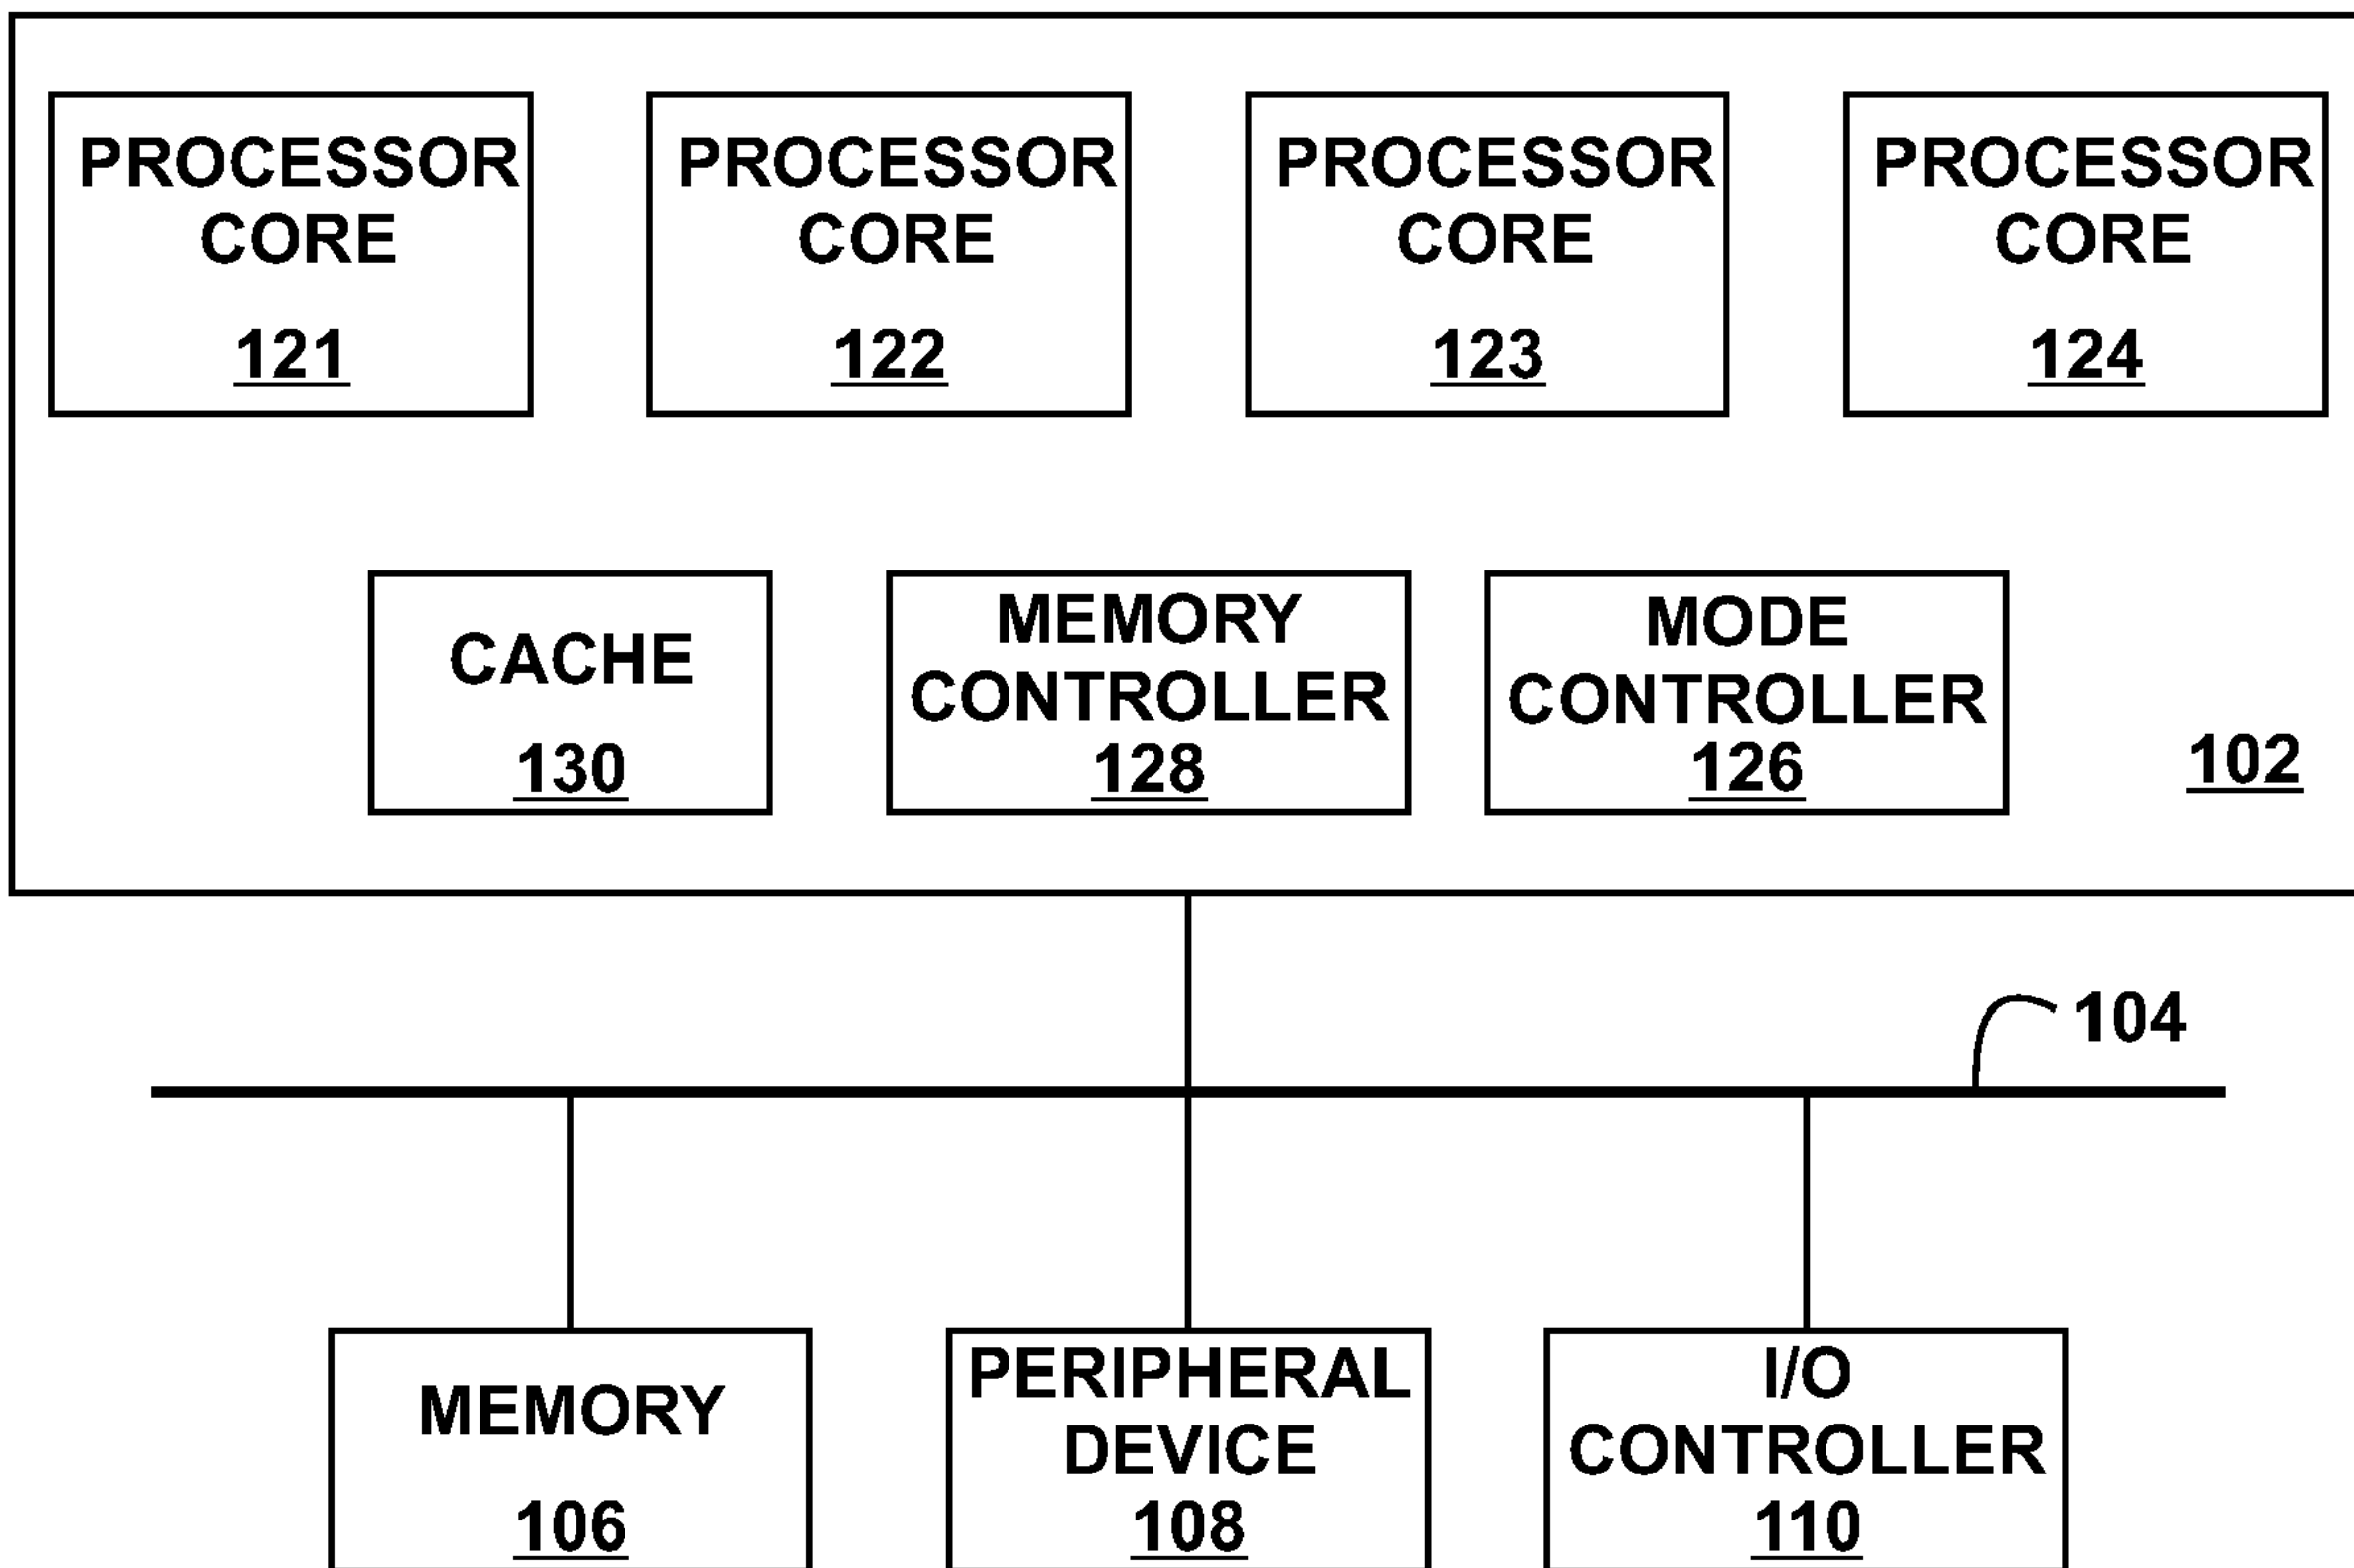 PROCESSOR
CORE
121
PROCESSOR
CORE
122
PROCESSOR
CORE
123
PROCESSOR
CORE
124
CACHE
130
MEMORY
CONTROLLER
128
MODE
CONTROLLER
126
102
104
MEMORY
106
PERIPHERAL
DEVICE
108
I/O
CONTROLLER
110